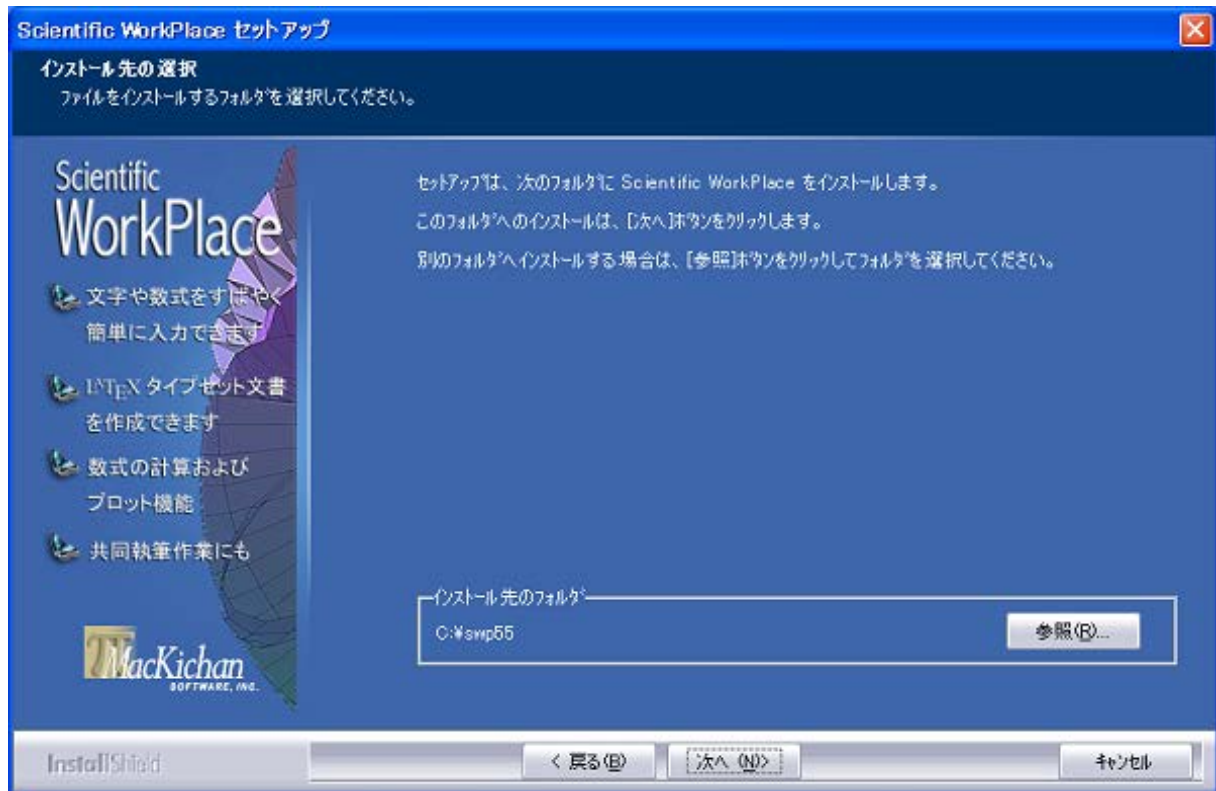 Scientific WorkPlace セットアップ
インストール先の選択
ファイルをインストールするフォルダを選択してください。
Scientific
WorkPlace
文字や数式をすばやく
簡単に入力できます
LATEX タイプセット文書
を作成できます
数式の計算および
プロット機能
共同執筆作業にも
MacKichan
SOFTWARE, INC.
セットアップは、次のフォルダに Scientific WorkPlace をインストールします。
このフォルダへのインストールは、[次へ]ボタンをクリックします。
別のフォルダへインストールする場合は、[参照]ボタンをクリックしてフォルダを選択してください。
インストール先のフォルダ
C:¥swp55
参照(R)...
InstallShield
< 戻る(B)
次へ (N)>
キャンセル